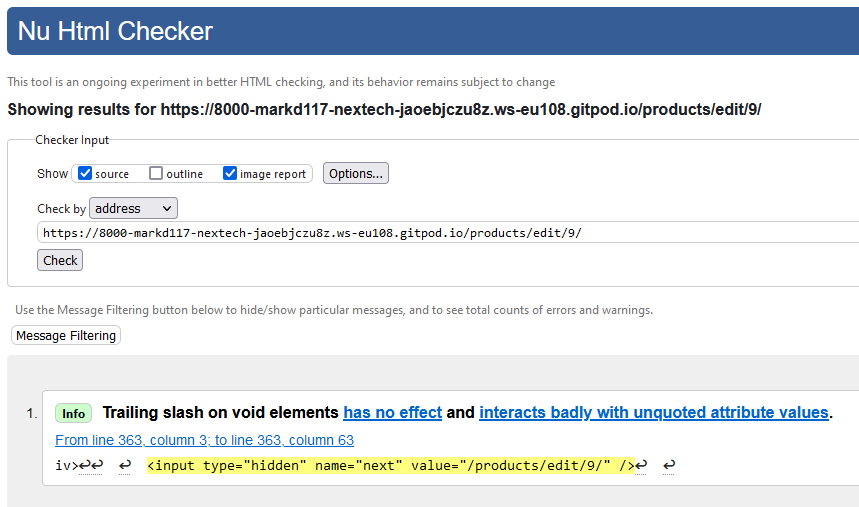 Nu Html Checker
This tool is an ongoing experiment in better HTML checking, and its behavior remains subject to change
Showing results for https://8000-markd117-nextech-jaoebjczu8z.ws-eu108.gitpod.io/products/edit/9/
Checker Input
Show source outline image report Options...
Check by address
https://8000-markd117-nextech-jaoebjczu8z.ws-eu108.gitpod.io/products/edit/9/
Check
Use the Message Filtering button below to hide/show particular messages, and to see total counts of errors and warnings.
Message Filtering
1. Info Trailing slash on void elements has no effect and interacts badly with unquoted attribute values.
From line 363, column 3; to line 363, column 63
iv>↩↩ ↩ <input type="hidden" name="next" value="/products/edit/9/" />↩ ↩